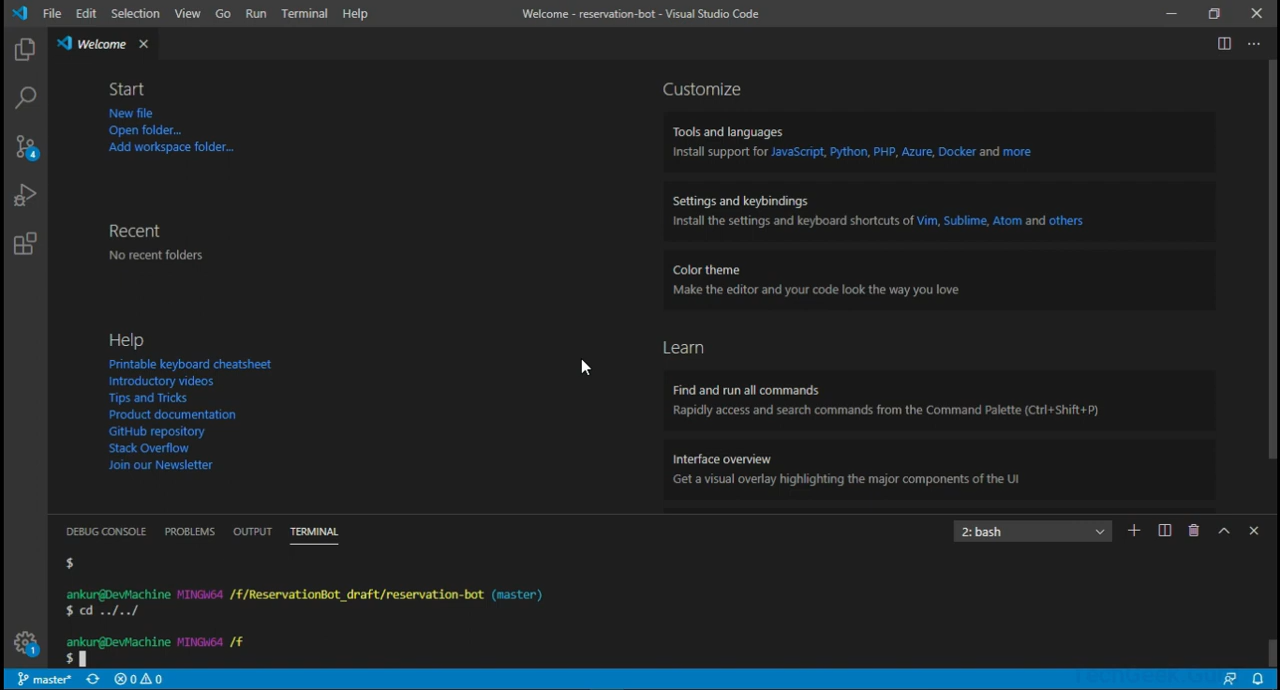 File Edit Selection View Go Run Terminal Help Welcome - reservation-bot - Visual Studio Code
Welcome
Start
New file
Open folder...
Add workspace folder...
Recent
No recent folders
Help
Printable keyboard cheatsheet
Introductory videos
Tips and Tricks
Product documentation
GitHub repository
Stack Overflow
Join our Newsletter
Customize
Tools and languages
Install support for JavaScript, Python, PHP, Azure, Docker and more
Settings and keybindings
Install the settings and keyboard shortcuts of Vim, Sublime, Atom and others
Color theme
Make the editor and your code look the way you love
Learn
Find and run all commands
Rapidly access and search commands from the Command Palette (Ctrl+Shift+P)
Interface overview
Get a visual overlay highlighting the major components of the UI
4
1
DEBUG CONSOLE PROBLEMS OUTPUT TERMINAL 2: bash
$
ankur@DevMachine MINGW64 /f/ReservationBot_draft/reservation-bot (master)
$ cd ../../
ankur@DevMachine MINGW64 /f
$
master* 0 0